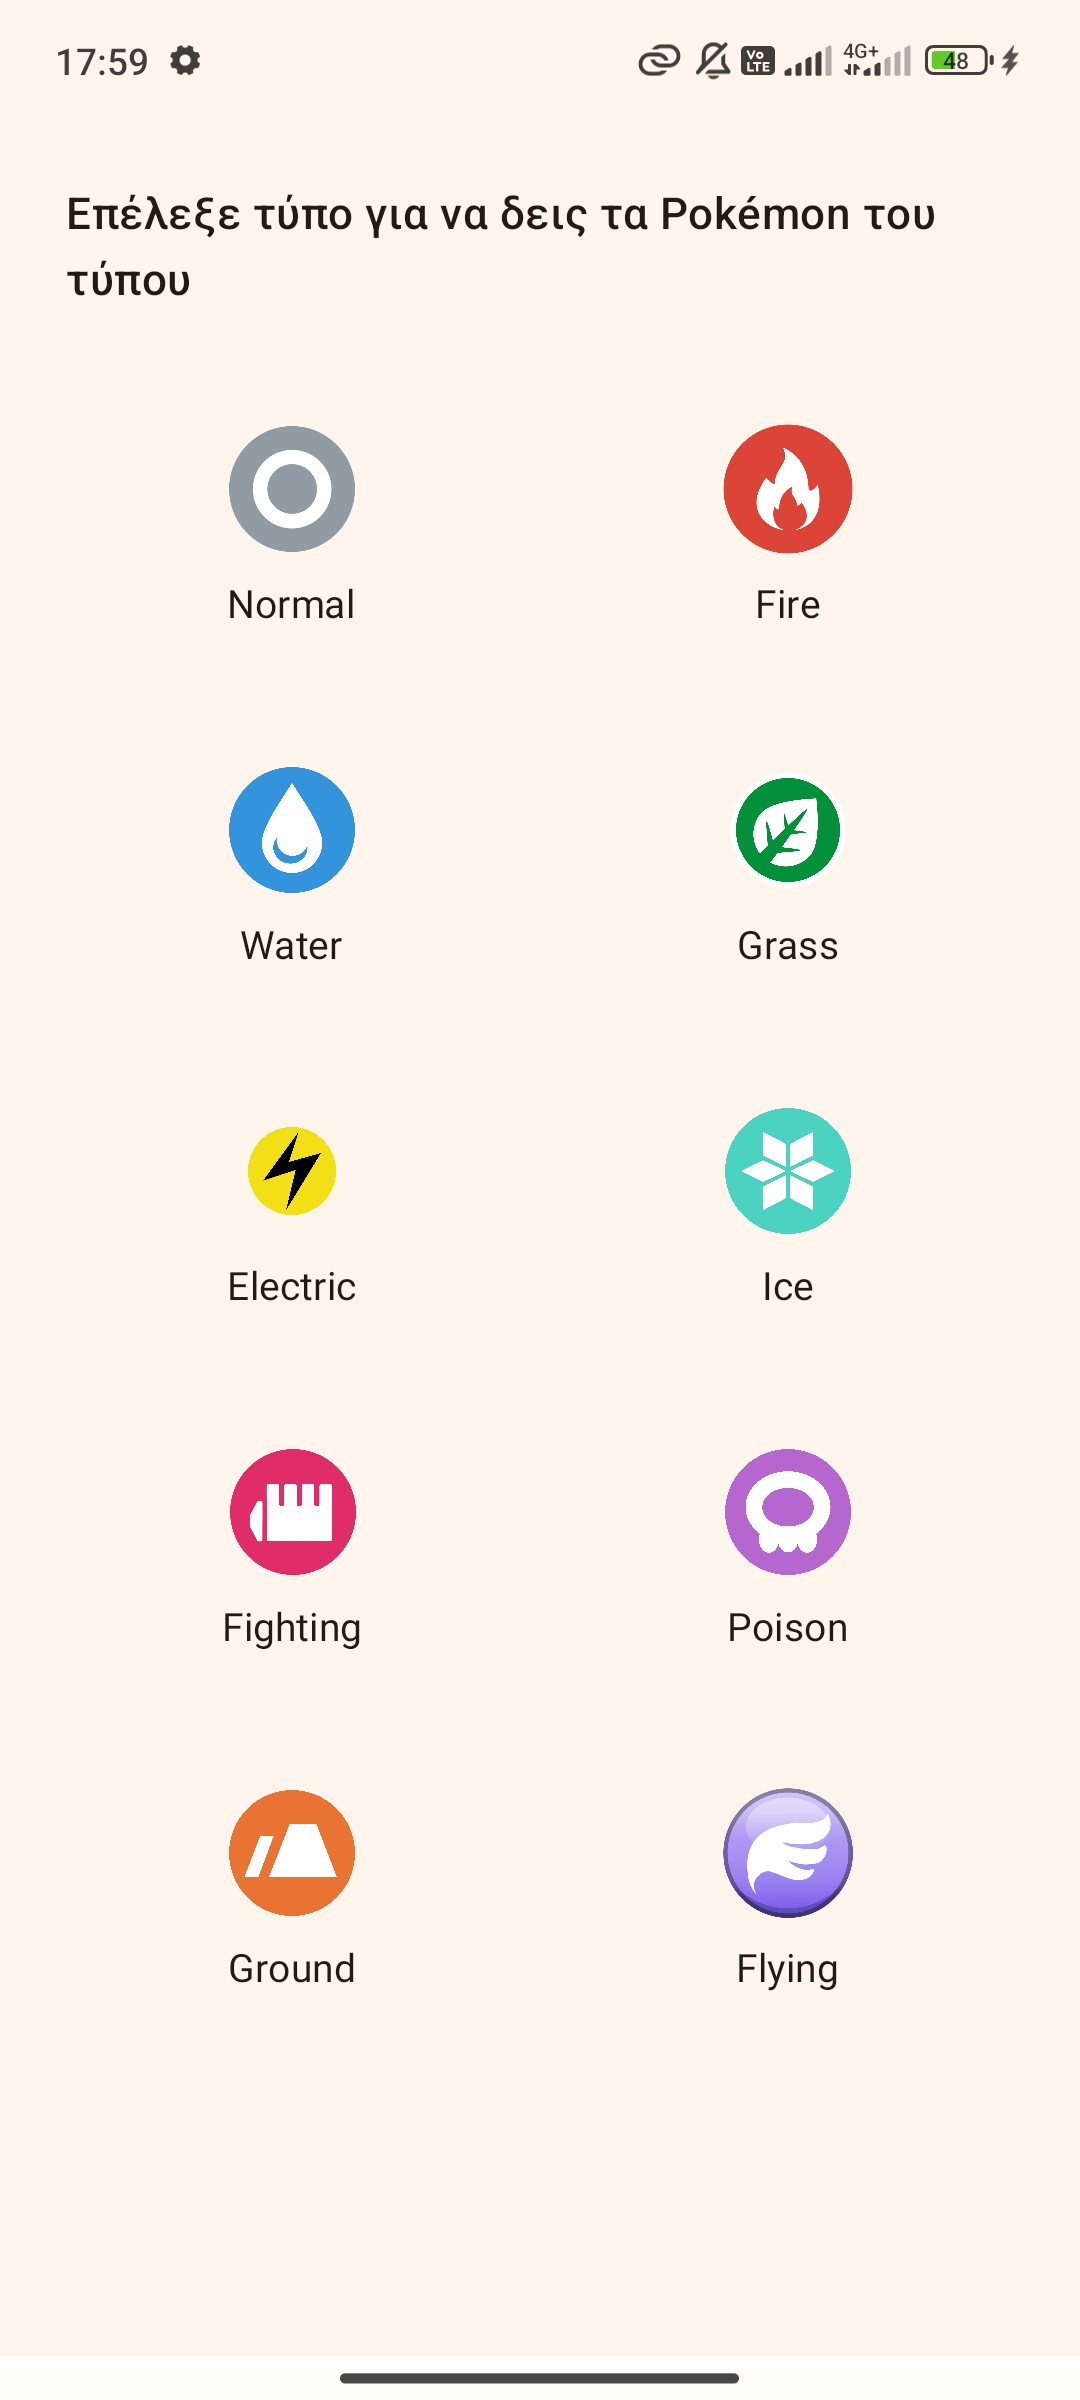 17:59 Vo LTE 4G+ 48
Επέλεξε τύπο για να δεις τα Pokémon του
τύπου
Normal Fire
Water Grass
Electric Ice
Fighting Poison
Ground Flying